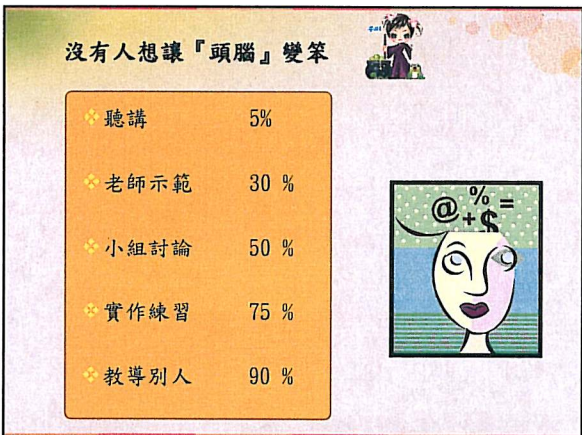 沒有人想讓『頭腦』變笨
聽講 5%
老師示範 30 %
小組討論 50 %
實作練習 75 %
教導別人 90 %
@ % + $ =